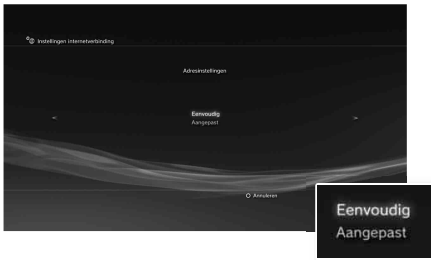 Instellingen internetverbinding
Adresinstellingen
Eenvoudig
Aangepast
Annuleren
Eenvoudig
Aangepast